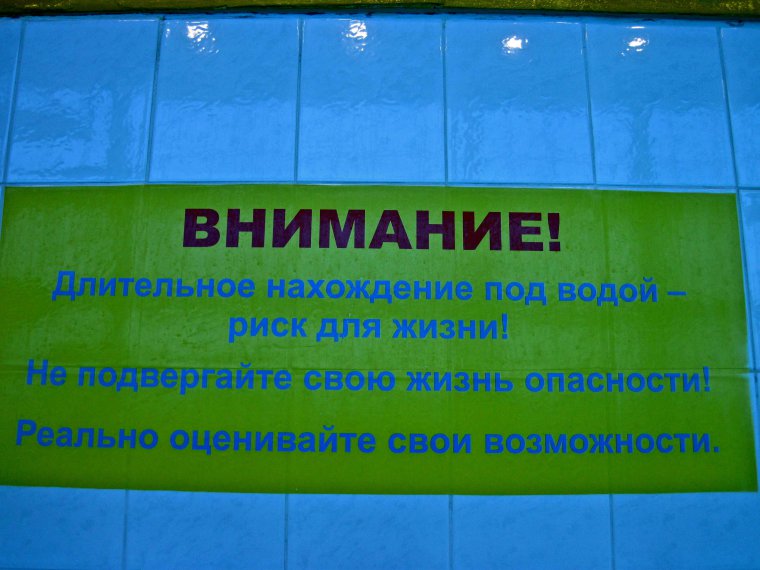 ВНИМАНИЕ!
Длительное нахождение под водой –
риск для жизни!
Не подвергайте свою жизнь опасности!
Реально оценивайте свои возможности.